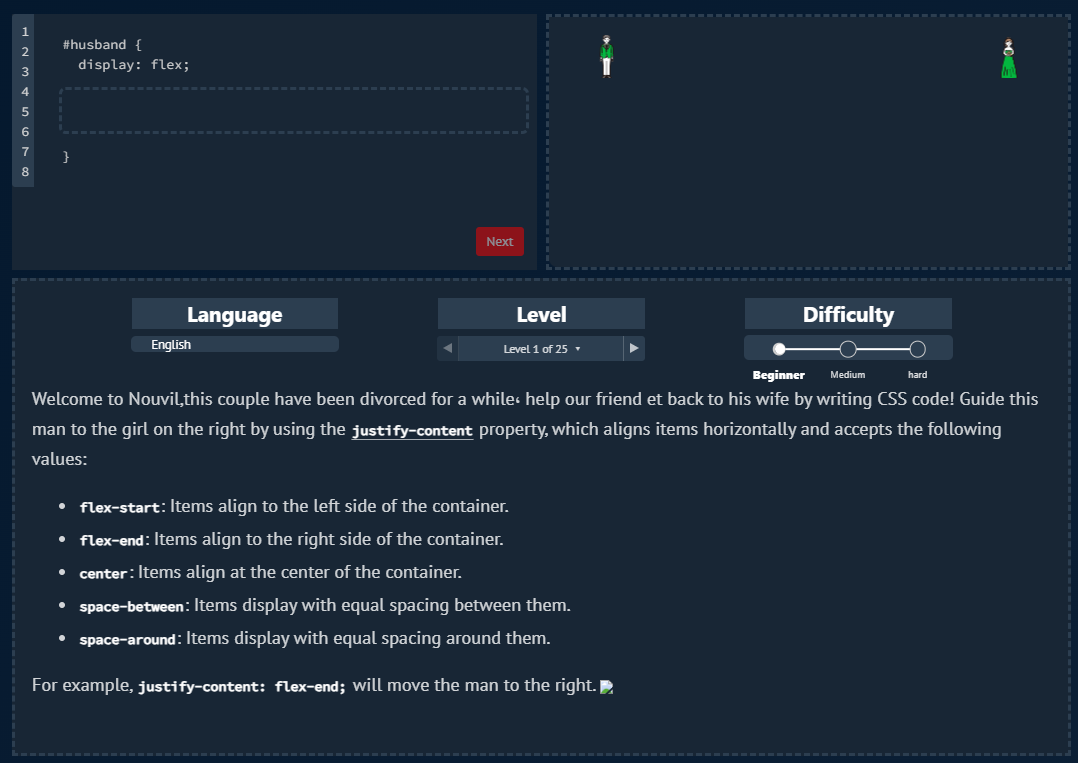 1
2
3
4
5
6
7
8
#husband {
display: flex;
}
Next
Language
English
Level
Level 1 of 25
Difficulty
Beginner
Medium
hard
Welcome to Nouvil,this couple have been divorced for a while، help our friend et back to his wife by writing CSS code! Guide this
man to the girl on the right by using the justify-content property, which aligns items horizontally and accepts the following
values:
• flex-start: Items align to the left side of the container.
• flex-end: Items align to the right side of the container.
• center: Items align at the center of the container.
• space-between: Items display with equal spacing between them.
• space-around: Items display with equal spacing around them.
For example, justify-content: flex-end; will move the man to the right.